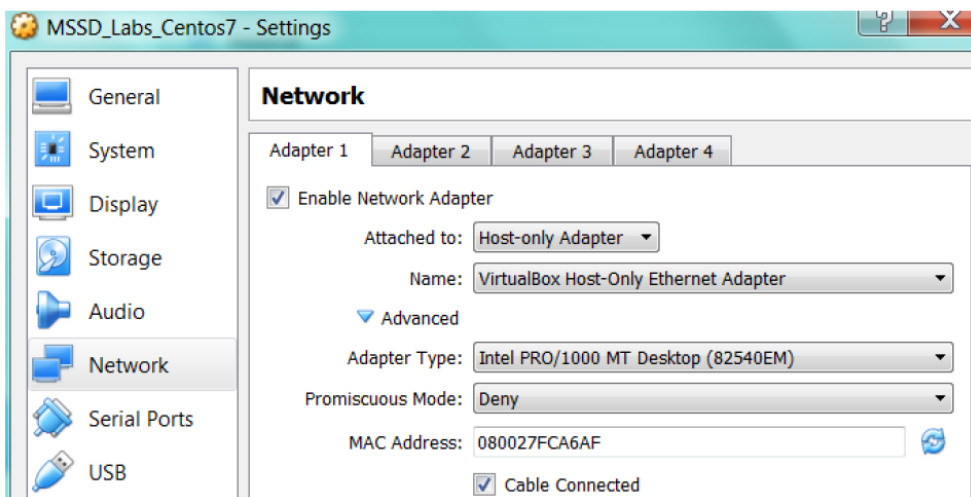 MSSD_Labs_Centos7 - Settings
General
System
Display
Storage
Audio
Network
Serial Ports
USB
Network
Adapter 1 Adapter 2 Adapter 3 Adapter 4
Enable Network Adapter
Attached to: Host-only Adapter
Name: VirtualBox Host-Only Ethernet Adapter
Advanced
Adapter Type: Intel PRO/1000 MT Desktop (82540EM)
Promiscuous Mode: Deny
MAC Address: 080027FCA6AF
Cable Connected